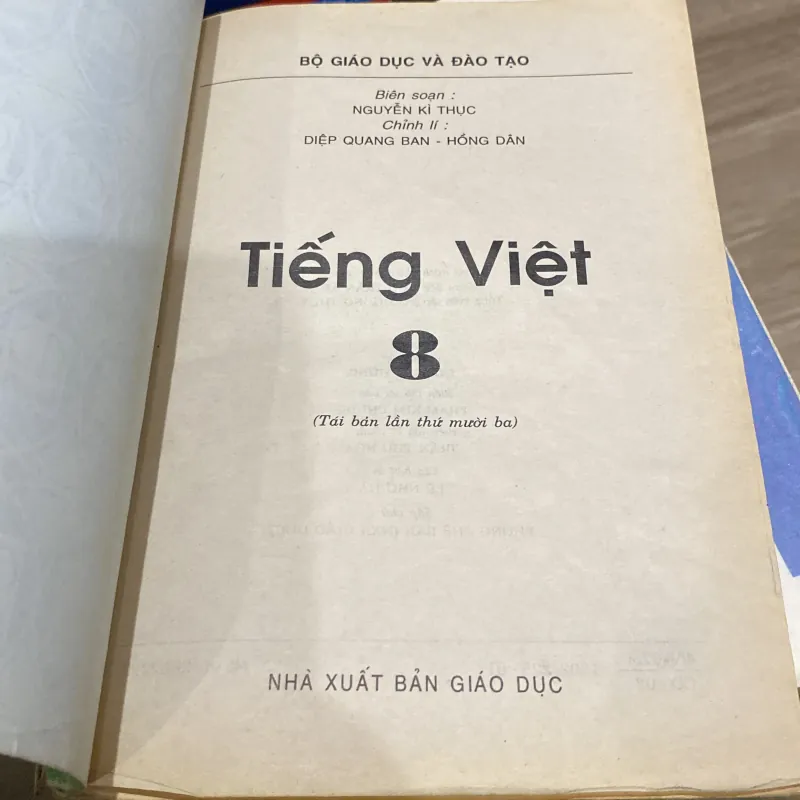 BỘ GIÁO DỤC VÀ ĐÀO TẠO
Biên soạn :
NGUYỄN KÌ THỤC
Chỉnh lí :
DIỆP QUANG BAN - HỒNG DÂN
Tiếng Việt
8
(Tái bản lần thứ mười ba)
NHÀ XUẤT BẢN GIÁO DỤC